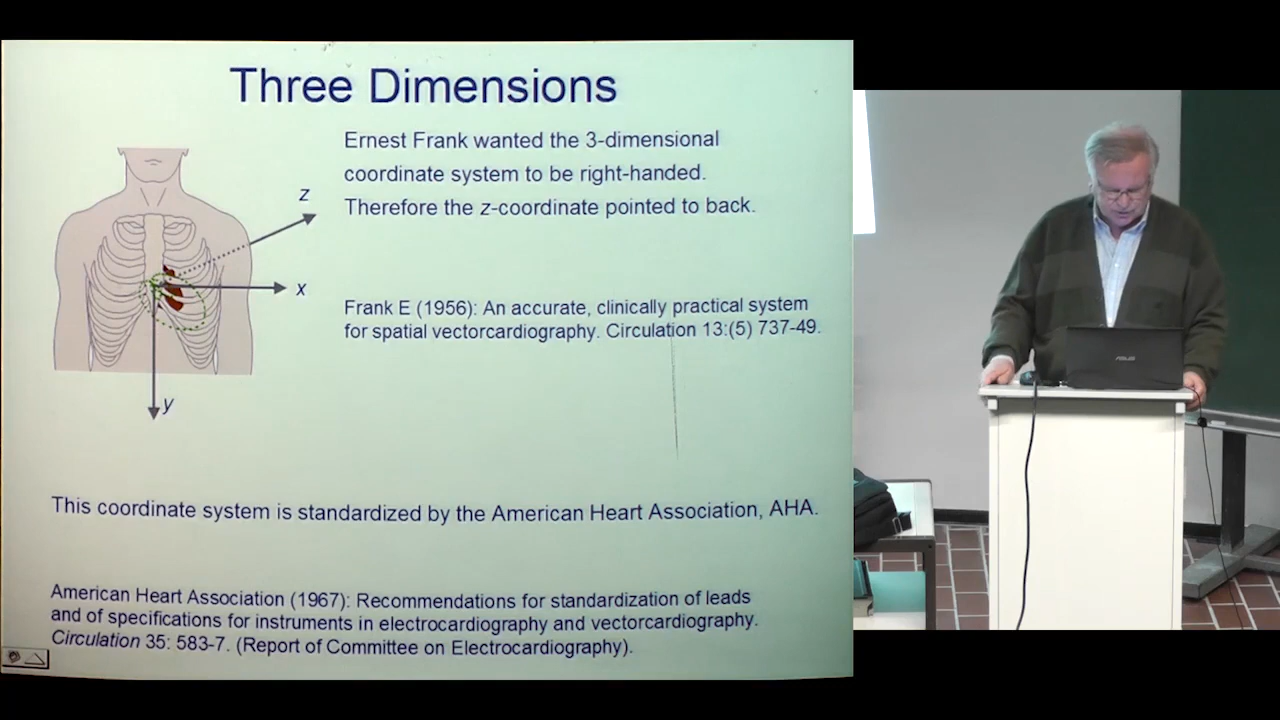 Three Dimensions
Ernest Frank wanted the 3-dimensional
coordinate system to be right-handed.
Therefore the z-coordinate pointed to back.
z
x
y
Frank E (1956): An accurate, clinically practical system
for spatial vectorcardiography. Circulation 13:(5) 737-49.
This coordinate system is standardized by the American Heart Association, AHA.
American Heart Association (1967): Recommendations for standardization of leads
and of specifications for instruments in electrocardiography and vectorcardiography.
Circulation 35: 583-7. (Report of Committee on Electrocardiography).
ASUS